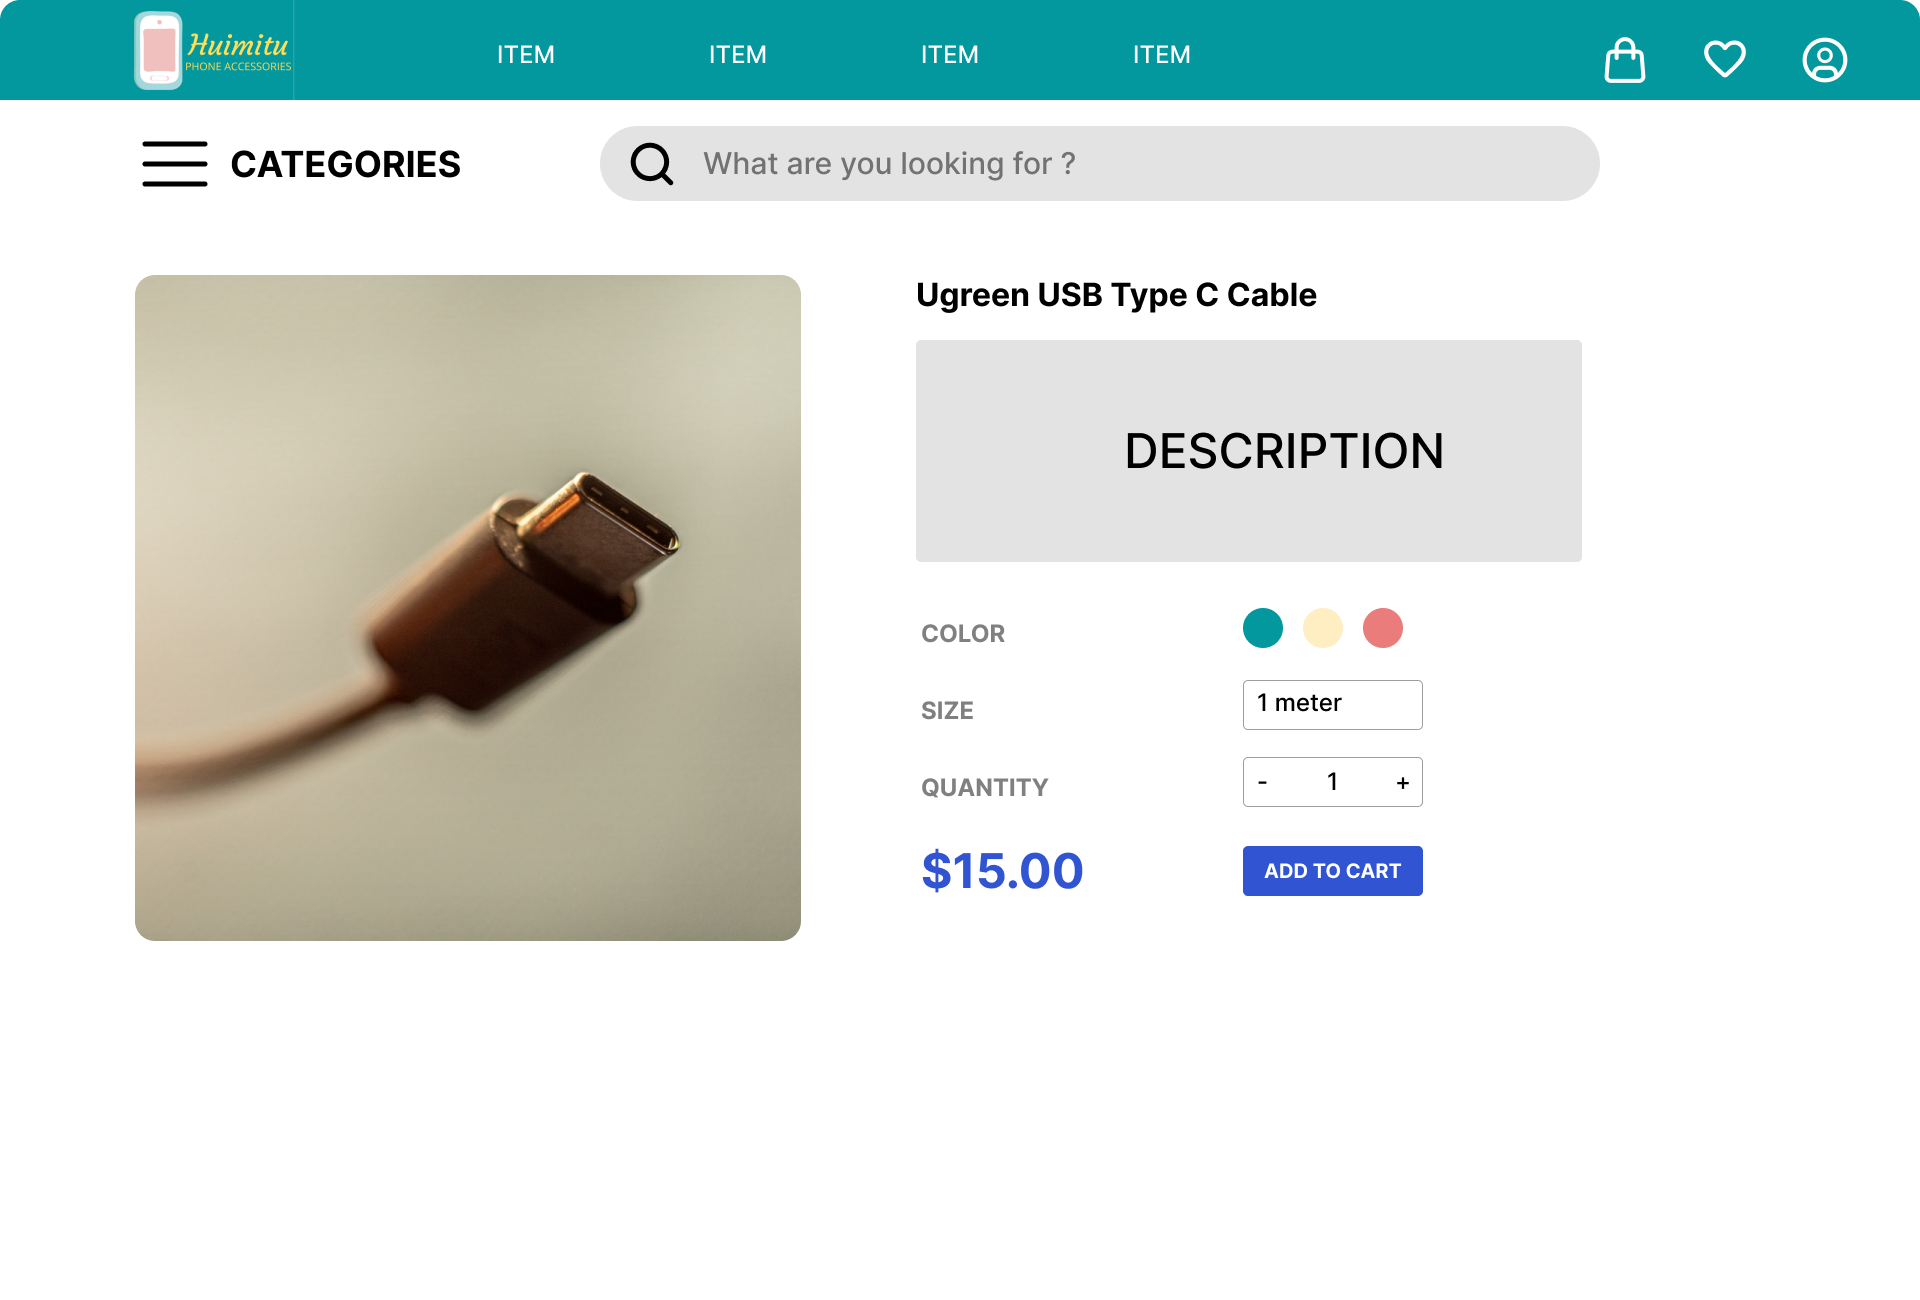 Huimitu
PHONE ACCESSORIES
ITEM ITEM ITEM ITEM
CATEGORIES
What are you looking for ?
Ugreen USB Type C Cable
DESCRIPTION
COLOR
SIZE
1 meter
QUANTITY
- 1 +
$15.00
ADD TO CART